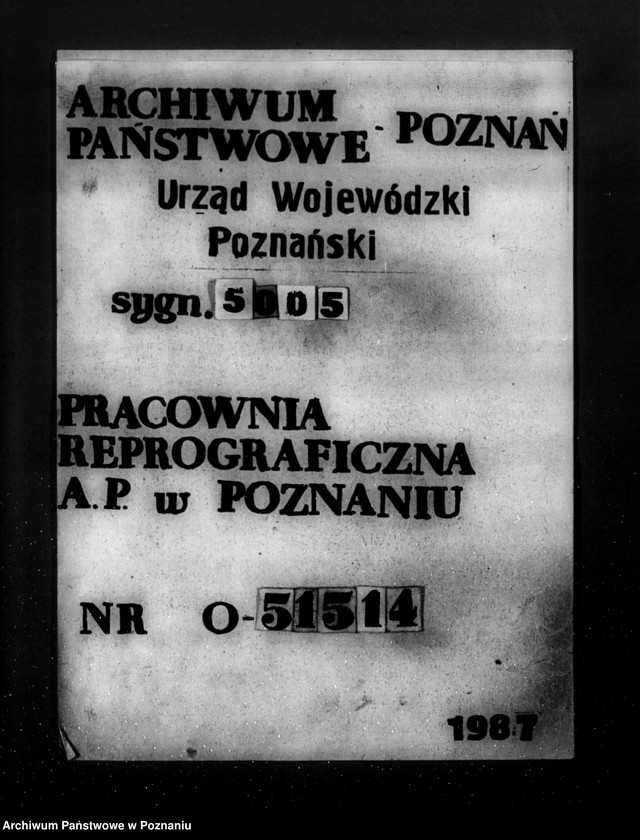 ARCHIWUM
PAŃSTWOWE - POZNAŃ
Urząd Wojewódzki
Poznański
sygn. 5005
PRACOWNIA
REPROGRAFICZNA
A.P. w POZNANIU
NR O-51514
1987
Archiwum Państwowe w Poznaniu